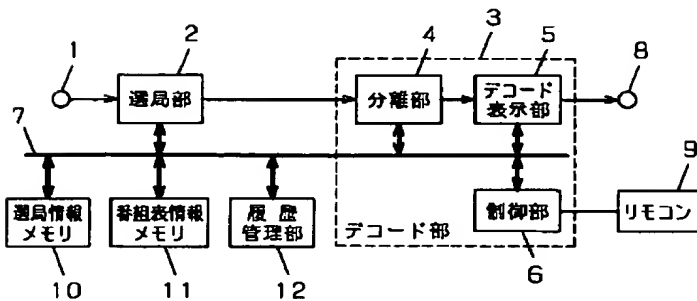 3
2
4
5
1
8
選局部
分離部
デコード
表示部
7
9
選局情報
メモリ
番組表情報
メモリ
履歴
管理部
制御部
リモコン
デコード部
10
11
12
6